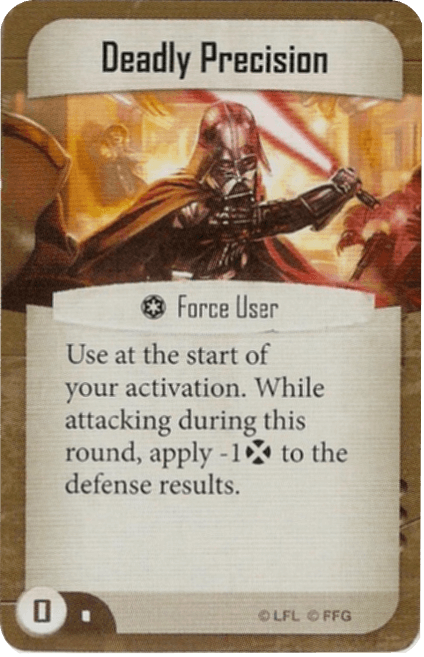 Deadly Precision
Force User
Use at the start of
your activation. While
attacking during this
round, apply -1 to the
defense results.
0
©LFL ©FFG